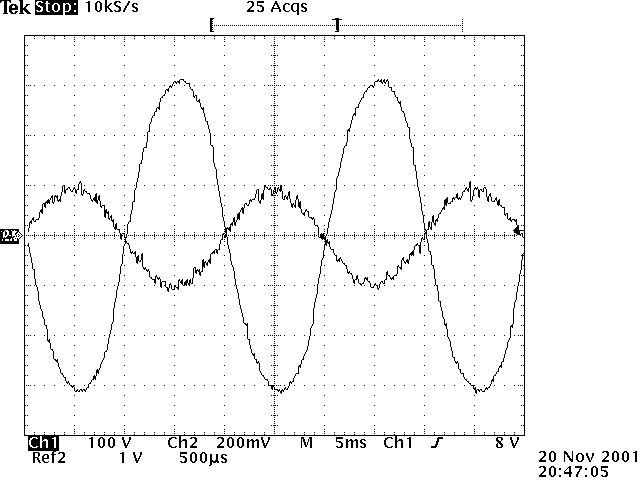 Tek Stop: 10kS/s 25 Acqs
Ch1 100 V Ch2 200mV M 5ms Ch1 8 V
Ref2 1 V 500µs
20 Nov 2001
20:47:05